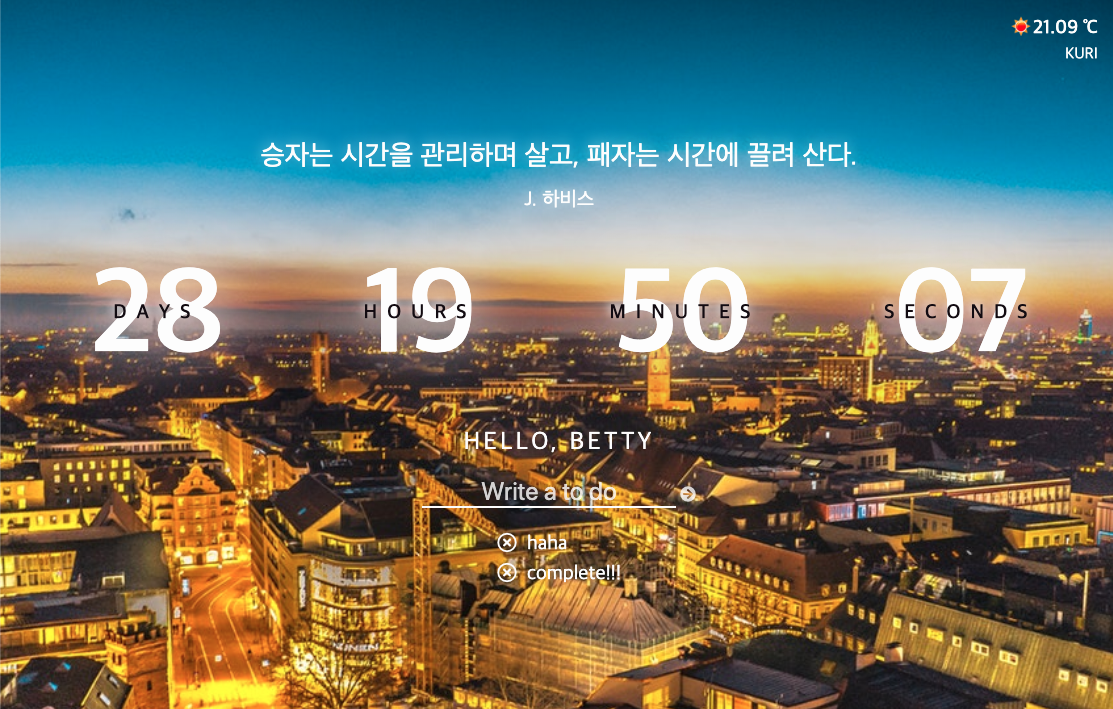 21.09 ℃
KURI
승자는 시간을 관리하며 살고, 패자는 시간에 끌려 산다.
J. 하비스
28 19 50 07
DAYS HOURS MINUTES SECONDS
HELLO, BETTY
Write a to do
haha
complete!!!